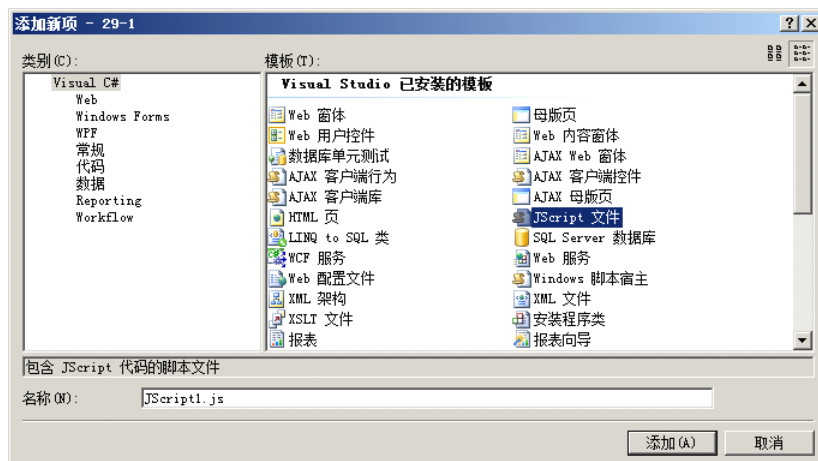 添加新项 - 29-1
类别(C):
模板(T):
Visual C#
Web
Windows Forms
WPF
常规
代码
数据
Reporting
Workflow
Visual Studio 已安装的模板
Web 窗体
母版页
Web 用户控件
Web 内容窗体
数据库单元测试
AJAX Web 窗体
AJAX 客户端行为
AJAX 客户端控件
AJAX 客户端库
AJAX 母版页
HTML 页
JScript 文件
LINQ to SQL 类
SQL Server 数据库
WCF 服务
Web 服务
Web 配置文件
Windows 脚本宿主
XML 架构
XML 文件
XSLT 文件
安装程序类
报表
报表向导
包含 JScript 代码的脚本文件
名称(N):
JScript1.js
添加(A)
取消